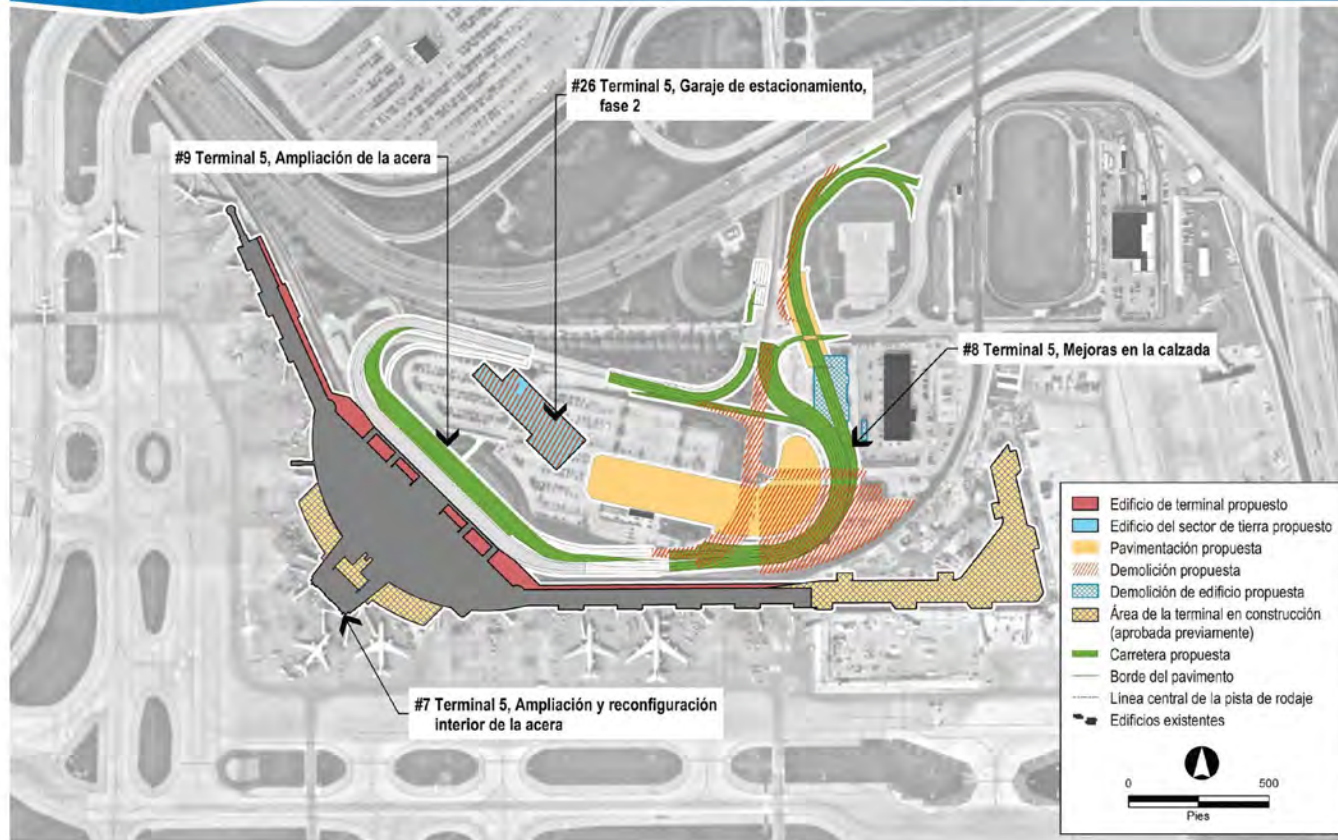 #26 Terminal 5, Garaje de estacionamiento,
fase 2
#9 Terminal 5, Ampliación de la acera
#8 Terminal 5, Mejoras en la calzada
#7 Terminal 5, Ampliación y reconfiguración
interior de la acera
Edificio de terminal propuesto
Edificio del sector de tierra propuesto
Pavimentación propuesta
Demolición propuesta
Demolición de edificio propuesta
Área de la terminal en construcción
(aprobada previamente)
Carretera propuesta
Borde del pavimento
Línea central de la pista de rodaje
Edificios existentes
0 500
Pies